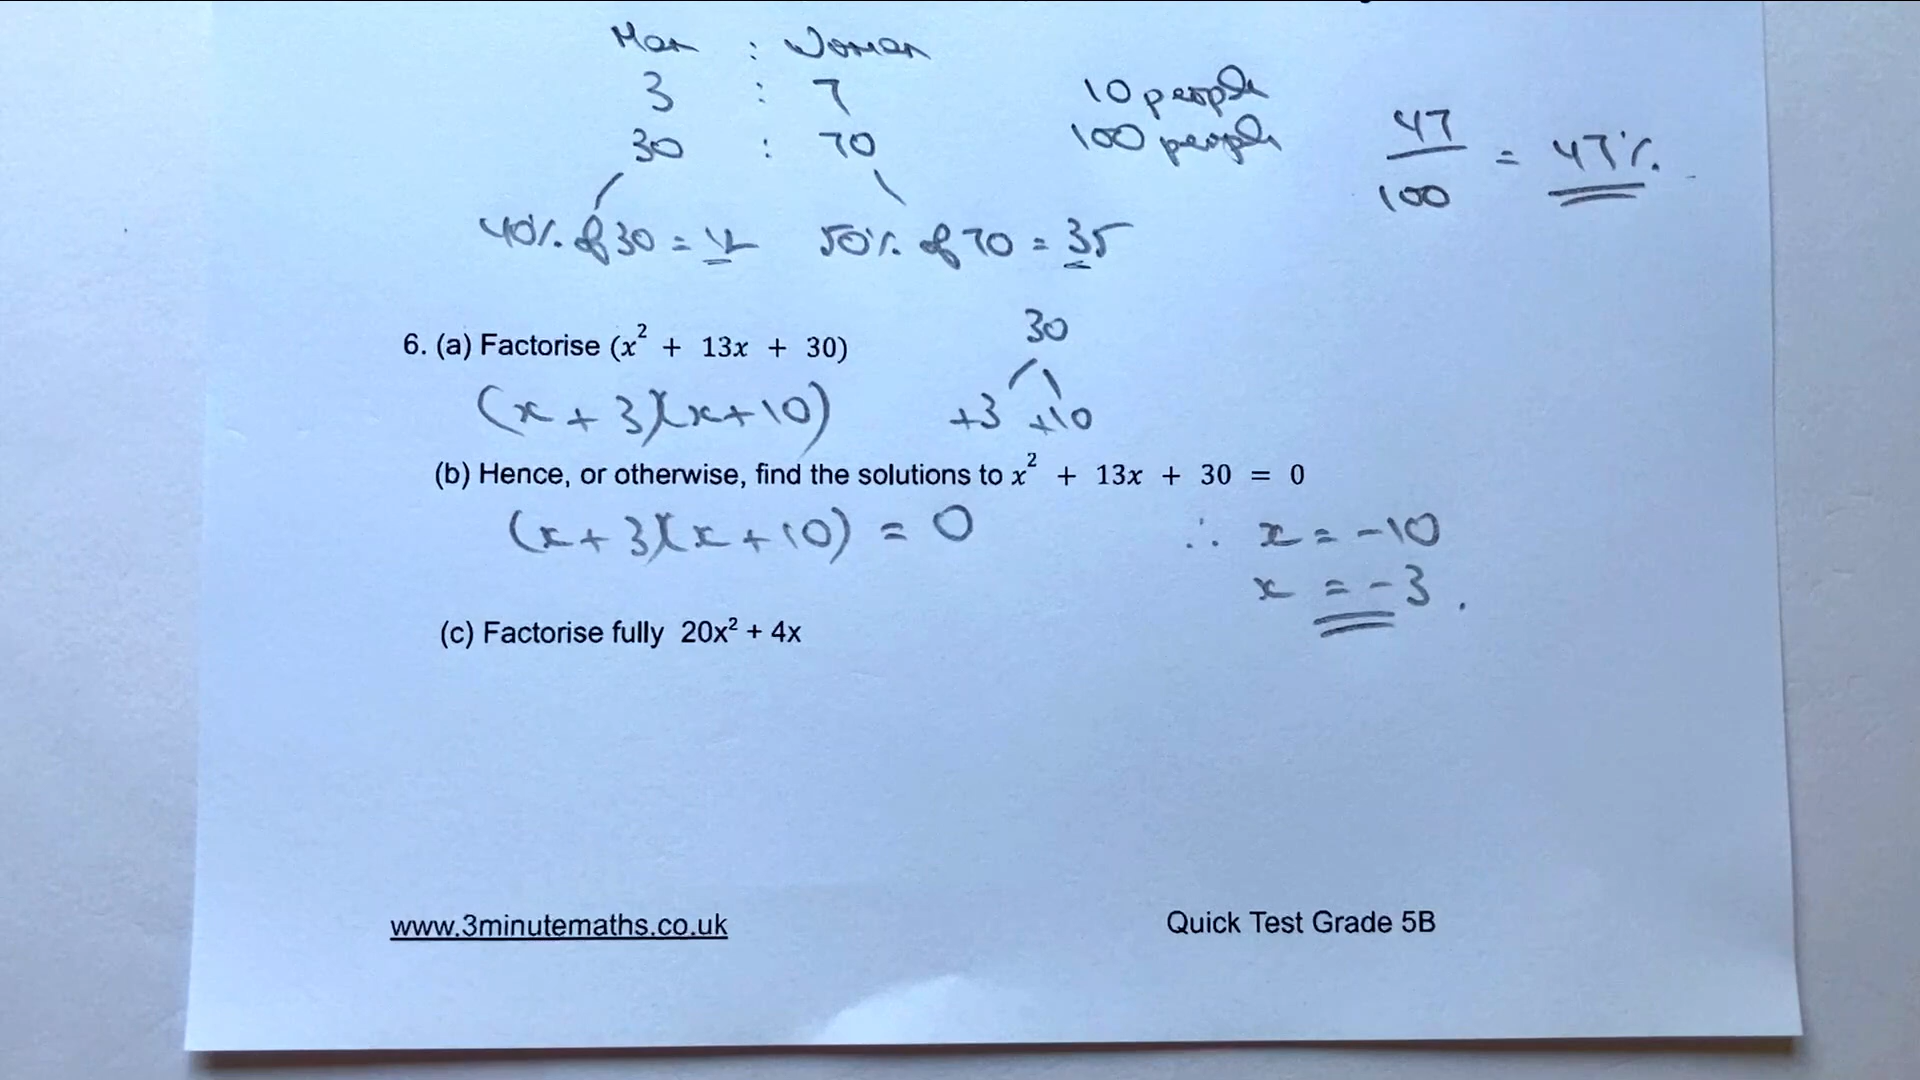 Man : Woman
3 : 7 10 people
30 : 70 100 people
47/100 = 47%
40% of 30 = 12 50% of 70 = 35
6. (a) Factorise (x² + 13x + 30)
30
(x + 3)(x + 10) +3 +10
(b) Hence, or otherwise, find the solutions to x² + 13x + 30 = 0
(x + 3)(x + 10) = 0 ∴ x = -10
x = -3.
(c) Factorise fully 20x² + 4x
www.3minutemaths.co.uk Quick Test Grade 5B